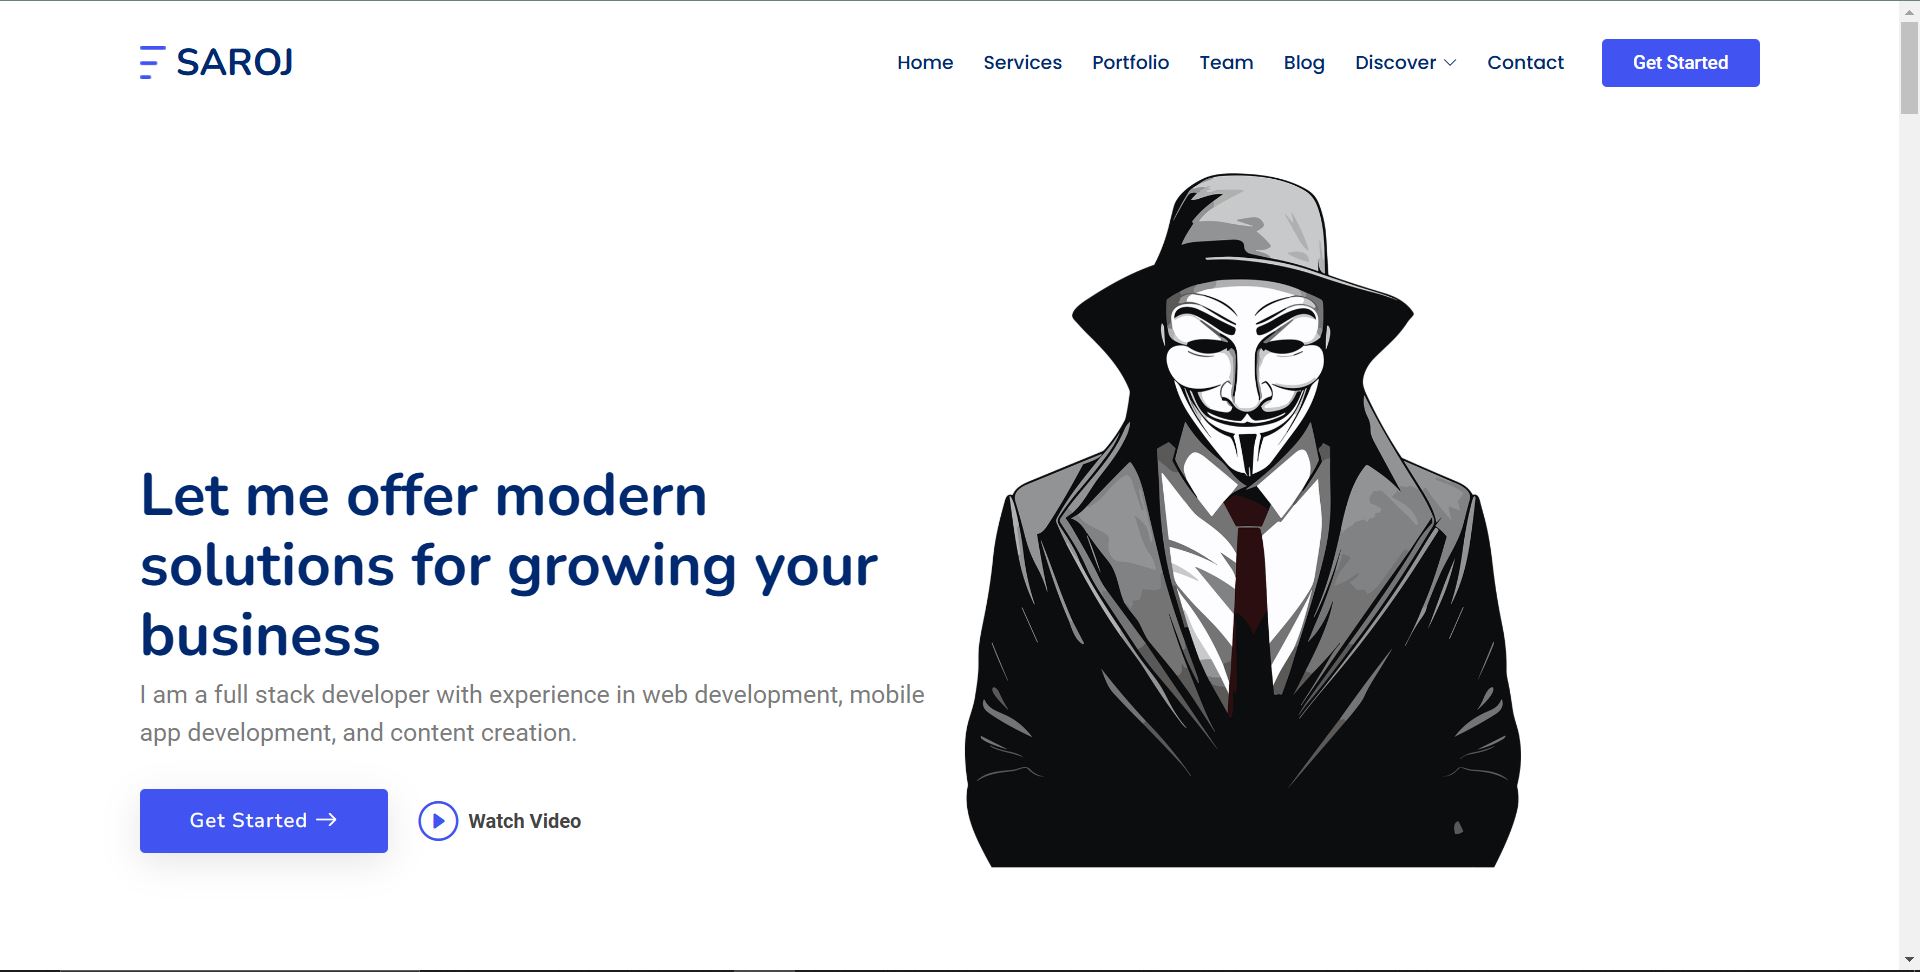 SAROJ
Home Services Portfolio Team Blog Discover Contact Get Started
Let me offer modern
solutions for growing your
business
I am a full stack developer with experience in web development, mobile
app development, and content creation.
Get Started →
Watch Video